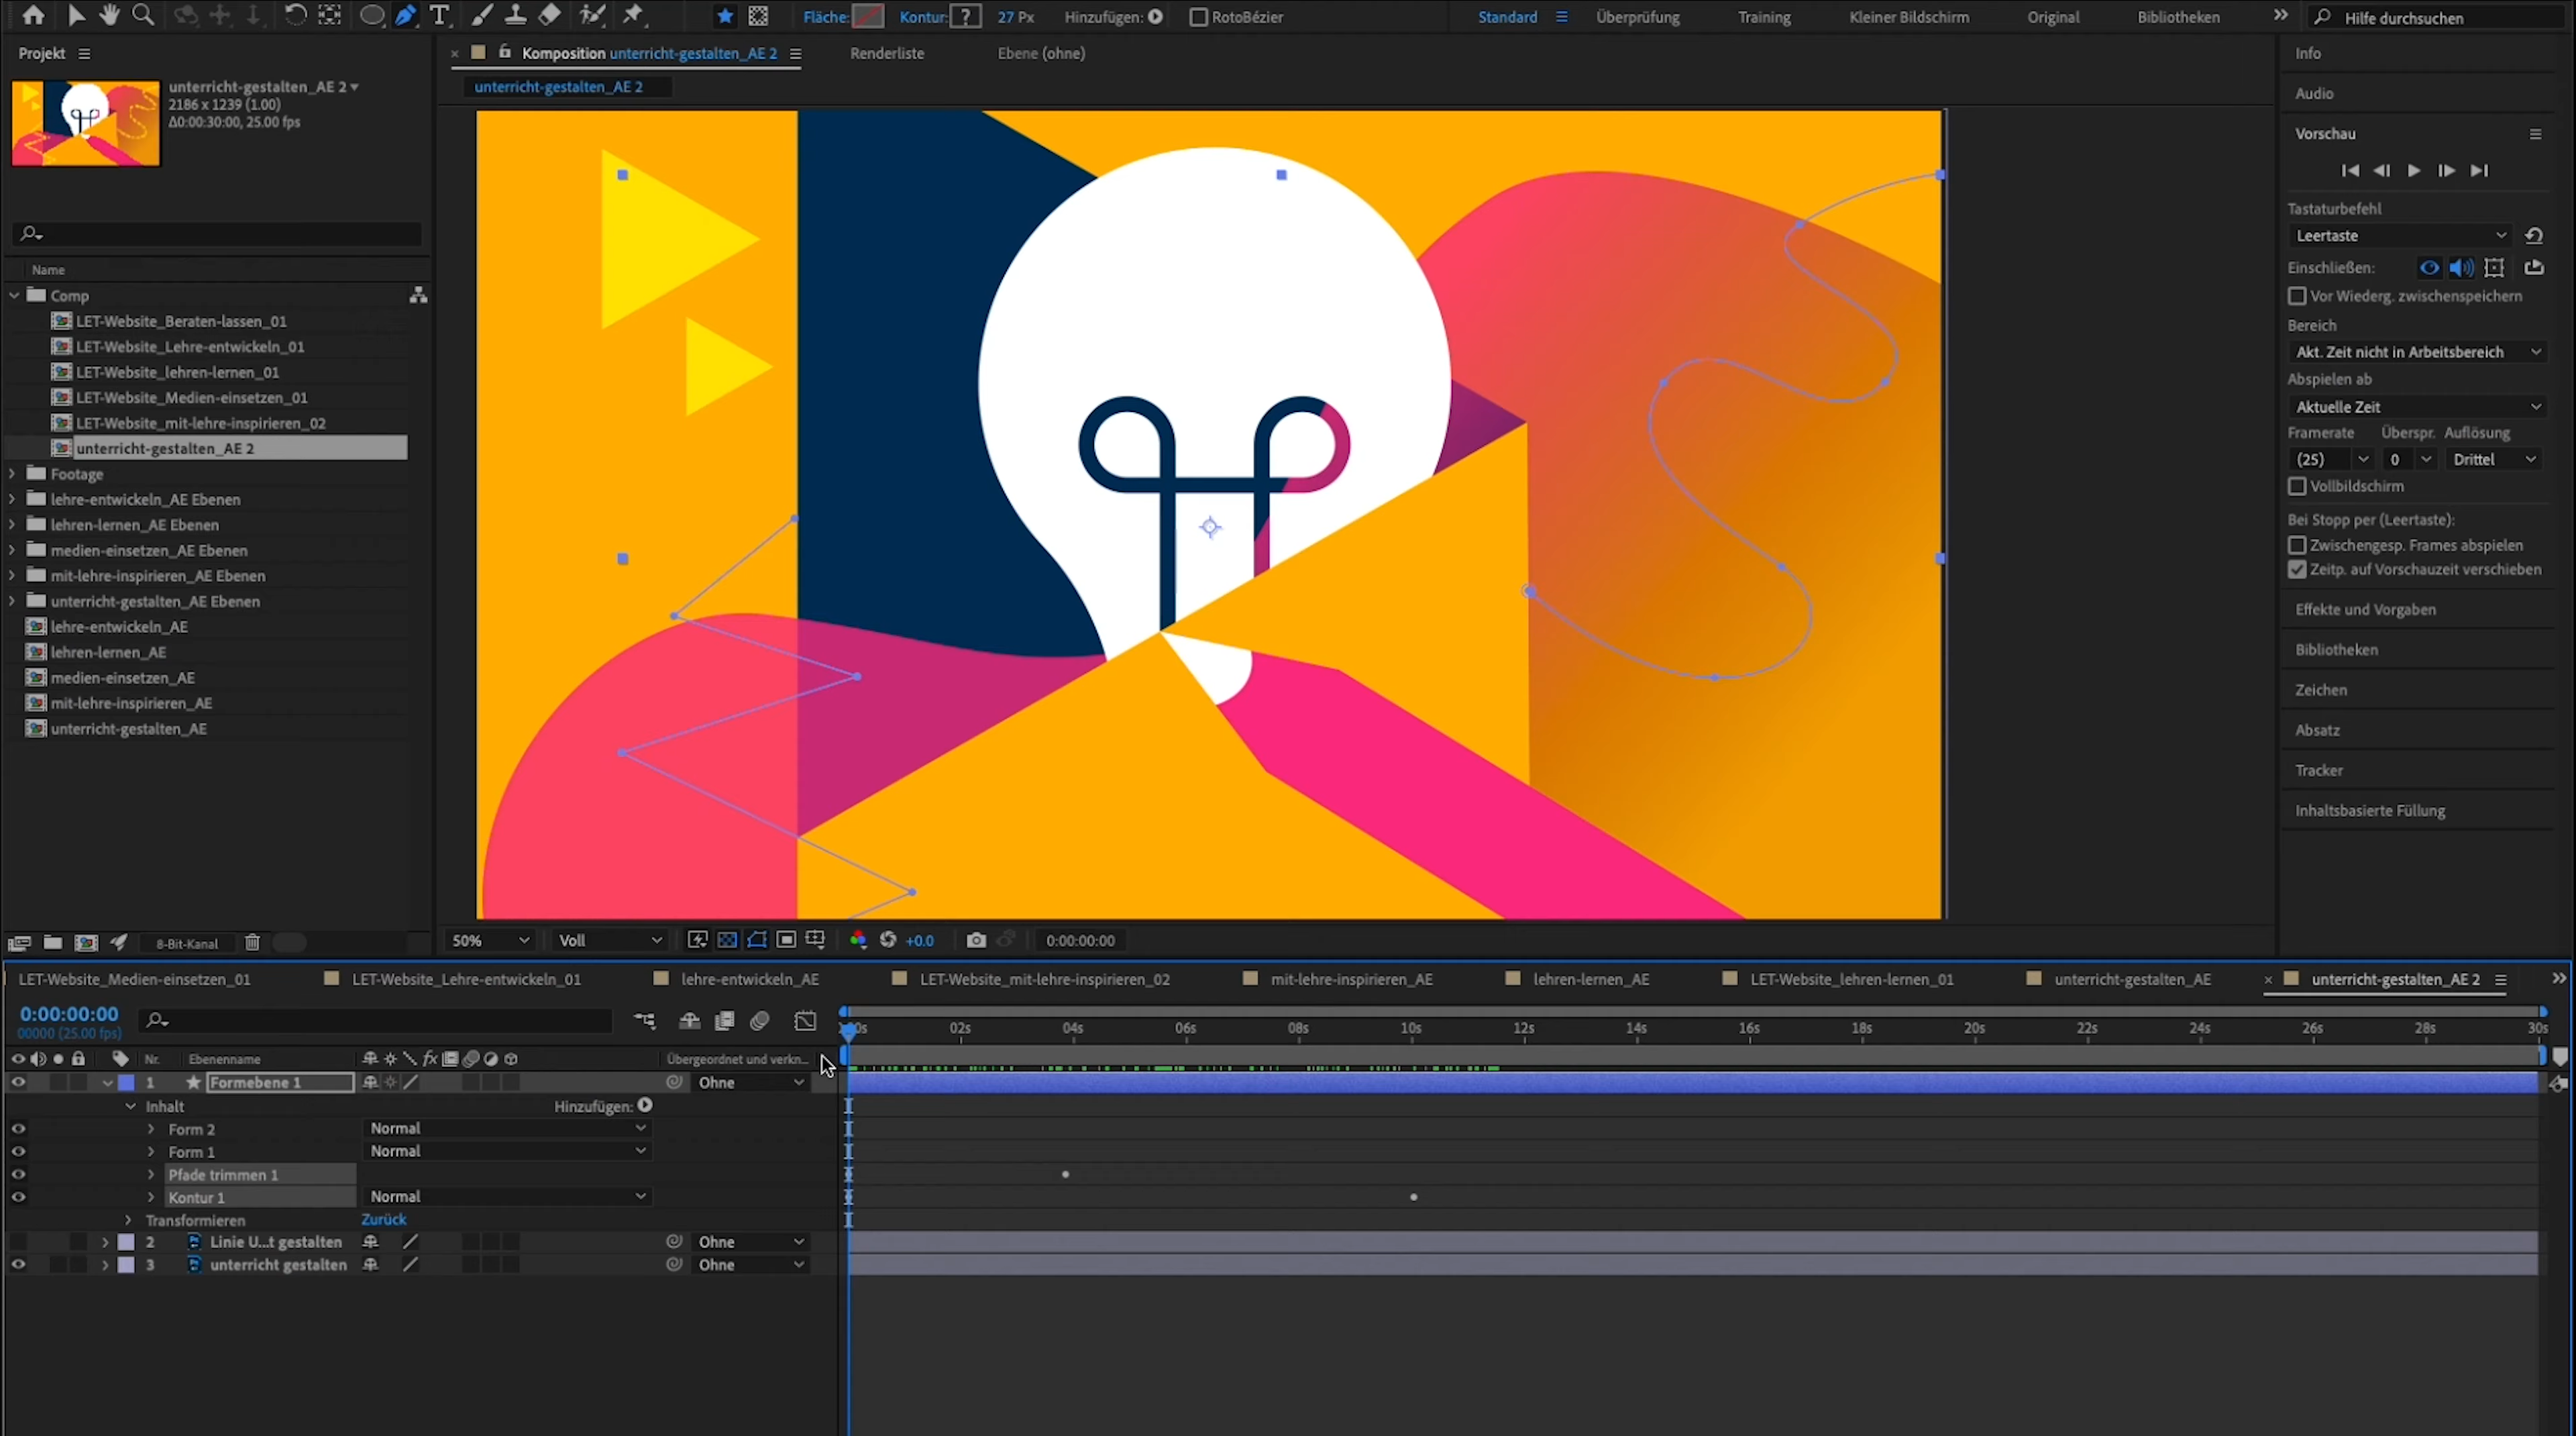 Fläche: Kontur: ? 27 Px Hinzufügen: RotoBézier Standard Überprüfung Training Kleiner Bildschirm Original Bibliotheken Hilfe durchsuchen
Projekt
unterricht-gestalten_AE 2
2186 x 1239 (1.00)
Δ0:00:30:00, 25.00 fps
Name
Comp
LET-Website_Beraten-lassen_01
LET-Website_Lehre-entwickeln_01
LET-Website_lehren-lernen_01
LET-Website_Medien-einsetzen_01
LET-Website_mit-lehre-inspirieren_02
unterricht-gestalten_AE 2
Footage
lehre-entwickeln_AE Ebenen
lehren-lernen_AE Ebenen
medien-einsetzen_AE Ebenen
mit-lehre-inspirieren_AE Ebenen
unterricht-gestalten_AE Ebenen
lehre-entwickeln_AE
lehren-lernen_AE
medien-einsetzen_AE
mit-lehre-inspirieren_AE
unterricht-gestalten_AE
8-Bit-Kanal
Komposition unterricht-gestalten_AE 2 Renderliste Ebene (ohne)
unterricht-gestalten_AE 2
50% Voll +0.0 0:00:00:00
Info
Audio
Vorschau
Tastaturbefehl
Leertaste
Einschließen:
Vor Wiederg. zwischenspeichern
Bereich
Akt. Zeit nicht in Arbeitsbereich
Abspielen ab
Aktuelle Zeit
Framerate Überspr. Auflösung
(25) 0 Drittel
Vollbildschirm
Bei Stopp per (Leertaste):
Zwischengesp. Frames abspielen
Zeitp. auf Vorschauzeit verschieben
Effekte und Vorgaben
Bibliotheken
Zeichen
Absatz
Tracker
Inhaltsbasierte Füllung
LET-Website_Medien-einsetzen_01 LET-Website_Lehre-entwickeln_01 lehre-entwickeln_AE LET-Website_mit-lehre-inspirieren_02 mit-lehre-inspirieren_AE lehren-lernen_AE LET-Website_lehren-lernen_01 unterricht-gestalten_AE unterricht-gestalten_AE 2
0:00:00:00
00000 (25.00 fps)
02s 04s 06s 08s 10s 12s 14s 16s 18s 20s 22s 24s 26s 28s 30s
Nr. Ebenenname fx Übergeordnet und verkn...
1 Formebene 1 Ohne
Inhalt Hinzufügen:
Form 2 Normal
Form 1 Normal
Pfade trimmen 1
Kontur 1 Normal
Transformieren Zurück
2 Linie U...t gestalten Ohne
3 unterricht gestalten Ohne